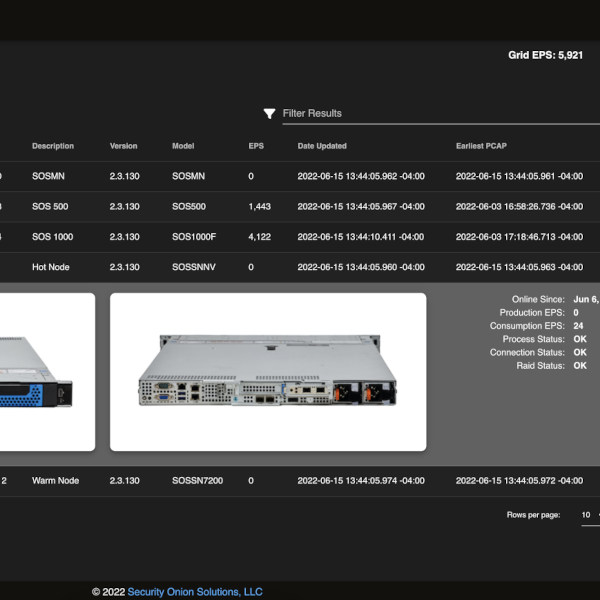 Grid EPS: 5,921
Filter Results
Description Version Model EPS Date Updated Earliest PCAP
SOSMN 2.3.130 SOSMN 0 2022-06-15 13:44:05.962 -04:00 2022-06-15 13:44:05.961 -04:00
SOS 500 2.3.130 SOS500 1,443 2022-06-15 13:44:05.967 -04:00 2022-06-03 16:58:26.736 -04:00
SOS 1000 2.3.130 SOS1000F 4,122 2022-06-15 13:44:10.411 -04:00 2022-06-03 17:18:46.713 -04:00
Hot Node 2.3.130 SOSSNNV 0 2022-06-15 13:44:05.960 -04:00 2022-06-15 13:44:05.963 -04:00
Online Since: Jun 6,
Production EPS: 0
Consumption EPS: 24
Process Status: OK
Connection Status: OK
Raid Status: OK
2 Warm Node 2.3.130 SOSSN7200 0 2022-06-15 13:44:05.974 -04:00 2022-06-15 13:44:05.972 -04:00
Rows per page: 10
© 2022 Security Onion Solutions, LLC